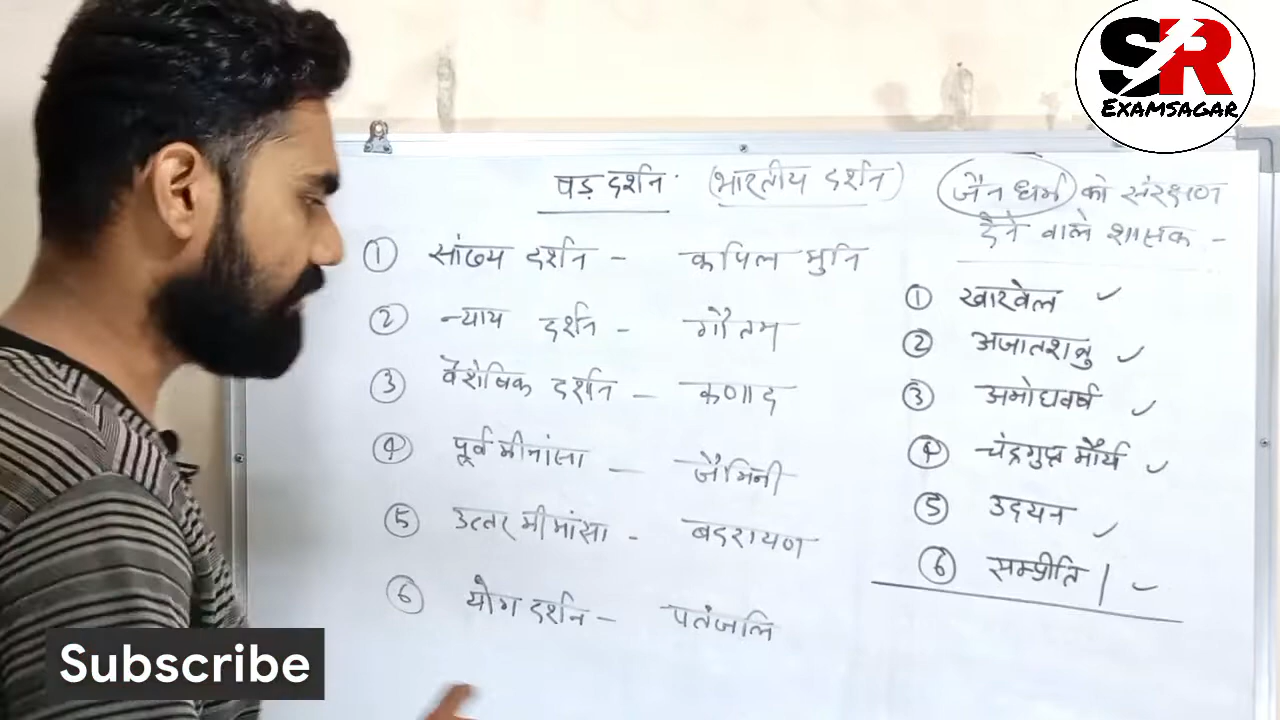 SR
EXAMSAGAR
षड़ दर्शन (भारतीय दर्शन)
① सांख्य दर्शन - कपिल मुनि
② न्याय दर्शन - गौतम
③ वैशेषिक दर्शन - कणाद
④ पूर्व मीनांसा - जैमिनी
⑤ उत्तर मीमांसा - बदरायण
⑥ योग दर्शन - पतंजलि
जैन धर्म को संरक्षण
देने वाले शासक -
① खारवेल ✓
② अजातशत्रु ✓
③ अमोघवर्ष ✓
④ चंद्रगुप्त मौर्य ✓
⑤ उदयन ✓
⑥ सम्प्रीति | ✓
Subscribe